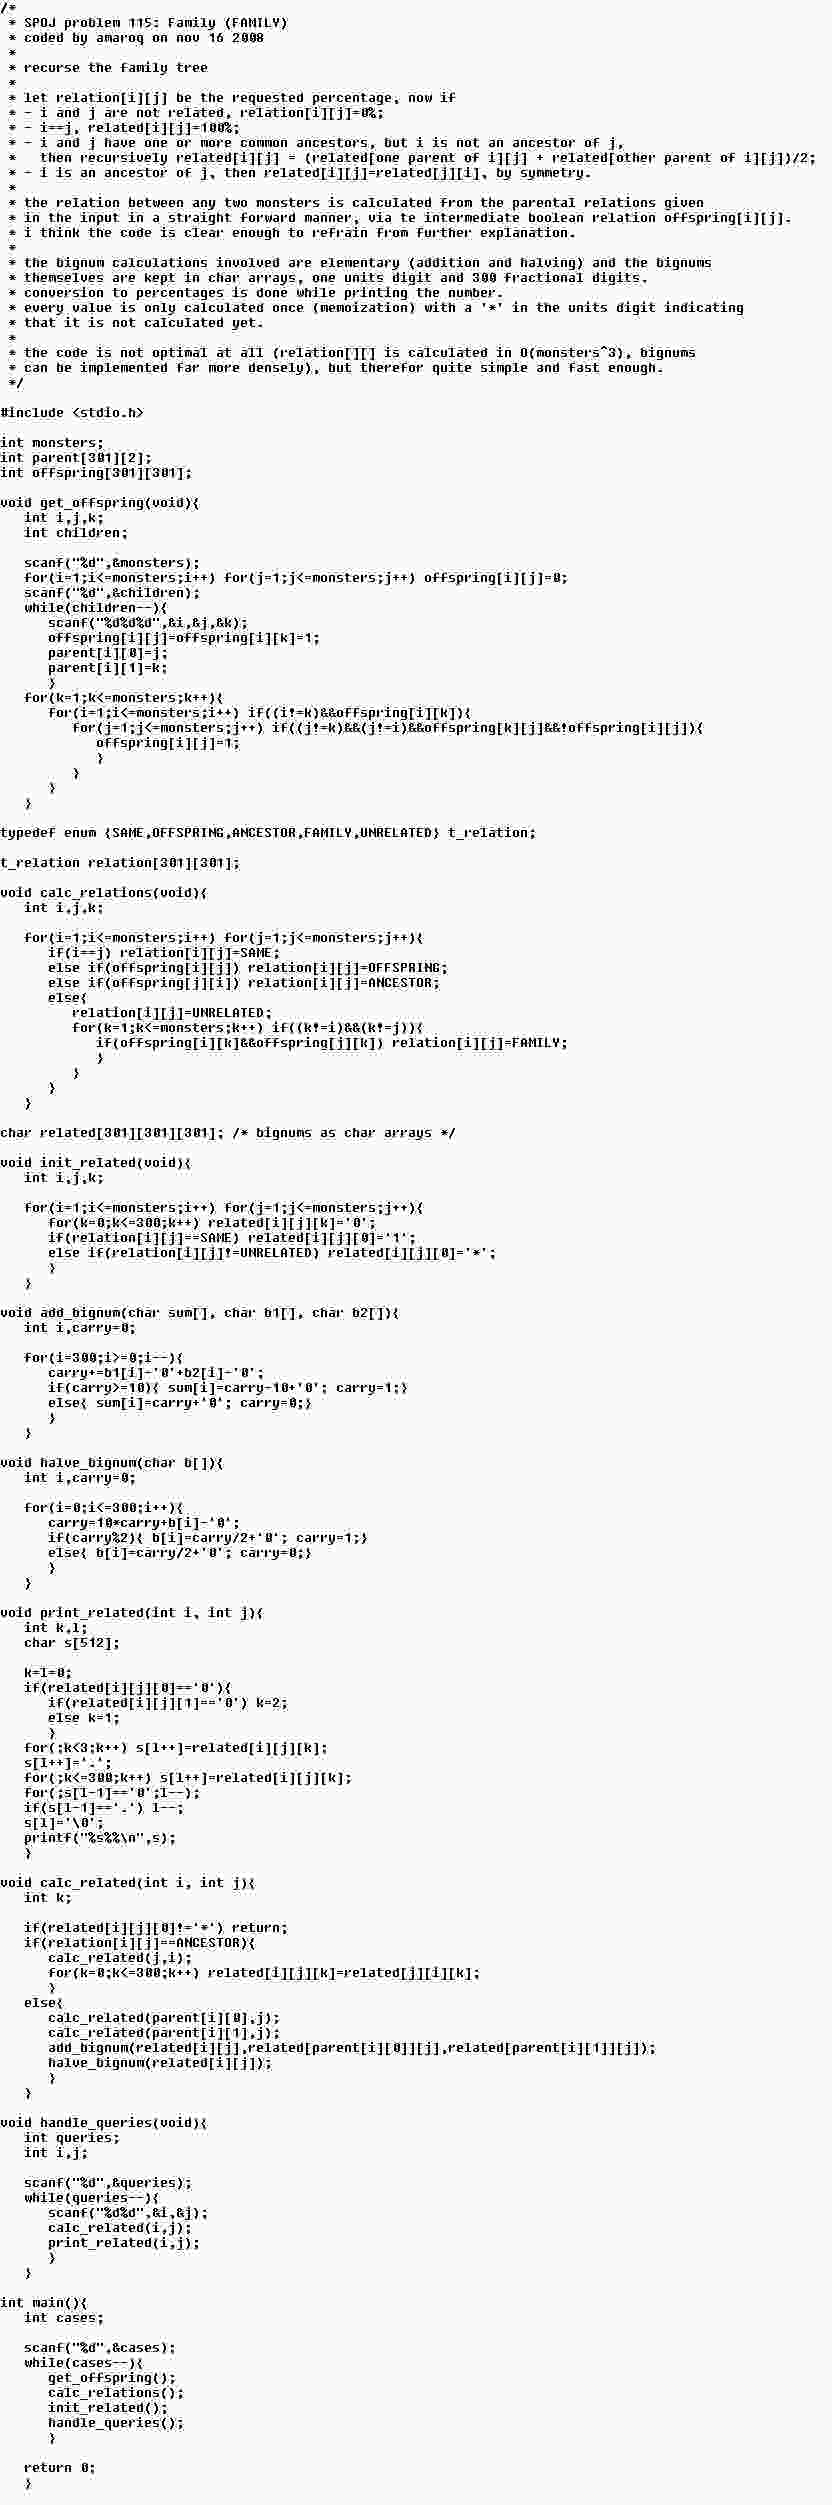 /*
 * SPOJ problem 115: Family (FAMILY)
 * coded by amaroq on nov 16 2008
 *
 * recurse the family tree
 *
 * let relation[i][j] be the requested percentage, now if
 * - i and j are not related, relation[i][j]=0%;
 * - i==j, related[i][j]=100%;
 * - i and j have one or more common ancestors, but i is not an ancestor of j,
 *   then recursively related[i][j] = (related[one parent of i][j] + related[other parent of i][j])/2;
 * - i is an ancestor of j, then related[i][j]=related[j][i], by symmetry.
 *
 * the relation between any two monsters is calculated from the parental relations given
 * in the input in a straight forward manner, via te intermediate boolean relation offspring[i][j].
 * i think the code is clear enough to refrain from further explanation.
 *
 * the bignum calculations involved are elementary (addition and halving) and the bignums
 * themselves are kept in char arrays, one units digit and 300 fractional digits.
 * conversion to percentages is done while printing the number.
 * every value is only calculated once (memoization) with a '*' in the units digit indicating
 * that it is not calculated yet.
 *
 * the code is not optimal at all (relation[][] is calculated in O(monsters^3), bignums
 * can be implemented far more densely), but therefor quite simple and fast enough.
 */

#include <stdio.h>

int monsters;
int parent[301][2];
int offspring[301][301];

void get_offspring(void){
   int i,j,k;
   int children;

   scanf("%d",&monsters);
   for(i=1;i<=monsters;i++) for(j=1;j<=monsters;j++) offspring[i][j]=0;
   scanf("%d",&children);
   while(children--){
      scanf("%d%d%d",&i,&j,&k);
      offspring[i][j]=offspring[i][k]=1;
      parent[i][0]=j;
      parent[i][1]=k;
      }
   for(k=1;k<=monsters;k++){
      for(i=1;i<=monsters;i++) if((i!=k)&&offspring[i][k]){
         for(j=1;j<=monsters;j++) if((j!=k)&&(j!=i)&&offspring[k][j]&&!offspring[i][j]){
            offspring[i][j]=1;
            }
         }
      }
   }

typedef enum {SAME,OFFSPRING,ANCESTOR,FAMILY,UNRELATED} t_relation;

t_relation relation[301][301];

void calc_relations(void){
   int i,j,k;

   for(i=1;i<=monsters;i++) for(j=1;j<=monsters;j++){
      if(i==j) relation[i][j]=SAME;
      else if(offspring[i][j]) relation[i][j]=OFFSPRING;
      else if(offspring[j][i]) relation[i][j]=ANCESTOR;
      else{
         relation[i][j]=UNRELATED;
         for(k=1;k<=monsters;k++) if((k!=i)&&(k!=j)){
            if(offspring[i][k]&&offspring[j][k]) relation[i][j]=FAMILY;
            }
         }
      }
   }

char related[301][301][301]; /* bignums as char arrays */

void init_related(void){
   int i,j,k;

   for(i=1;i<=monsters;i++) for(j=1;j<=monsters;j++){
      for(k=0;k<=300;k++) related[i][j][k]='0';
      if(relation[i][j]==SAME) related[i][j][0]='1';
      else if(relation[i][j]!=UNRELATED) related[i][j][0]='*';
      }
   }

void add_bignum(char sum[], char b1[], char b2[]){
   int i,carry=0;

   for(i=300;i>=0;i--){
      carry+=b1[i]-'0'+b2[i]-'0';
      if(carry>=10){ sum[i]=carry-10+'0'; carry=1;}
      else{ sum[i]=carry+'0'; carry=0;}
      }
   }

void halve_bignum(char b[]){
   int i,carry=0;

   for(i=0;i<=300;i++){
      carry=10*carry+b[i]-'0';
      if(carry%2){ b[i]=carry/2+'0'; carry=1;}
      else{ b[i]=carry/2+'0'; carry=0;}
      }
   }

void print_related(int i, int j){
   int k,l;
   char s[512];

   k=l=0;
   if(related[i][j][0]=='0'){
      if(related[i][j][1]=='0') k=2;
      else k=1;
      }
   for(;k<3;k++) s[l++]=related[i][j][k];
   s[l++]='.';
   for(;k<=300;k++) s[l++]=related[i][j][k];
   for(;s[l-1]=='0';l--);
   if(s[l-1]=='.') l--;
   s[l]='\0';
   printf("%s%%\n",s);
   }

void calc_related(int i, int j){
   int k;

   if(related[i][j][0]!='*') return;
   if(relation[i][j]==ANCESTOR){
      calc_related(j,i);
      for(k=0;k<=300;k++) related[i][j][k]=related[j][i][k];
      }
   else{
      calc_related(parent[i][0],j);
      calc_related(parent[i][1],j);
      add_bignum(related[i][j],related[parent[i][0]][j],related[parent[i][1]][j]);
      halve_bignum(related[i][j]);
      }
   }

void handle_queries(void){
   int queries;
   int i,j;

   scanf("%d",&queries);
   while(queries--){
      scanf("%d%d",&i,&j);
      calc_related(i,j);
      print_related(i,j);
      }
   }

int main(){
   int cases;

   scanf("%d",&cases);
   while(cases--){
      get_offspring();
      calc_relations();
      init_related();
      handle_queries();
      }

   return 0;
   }